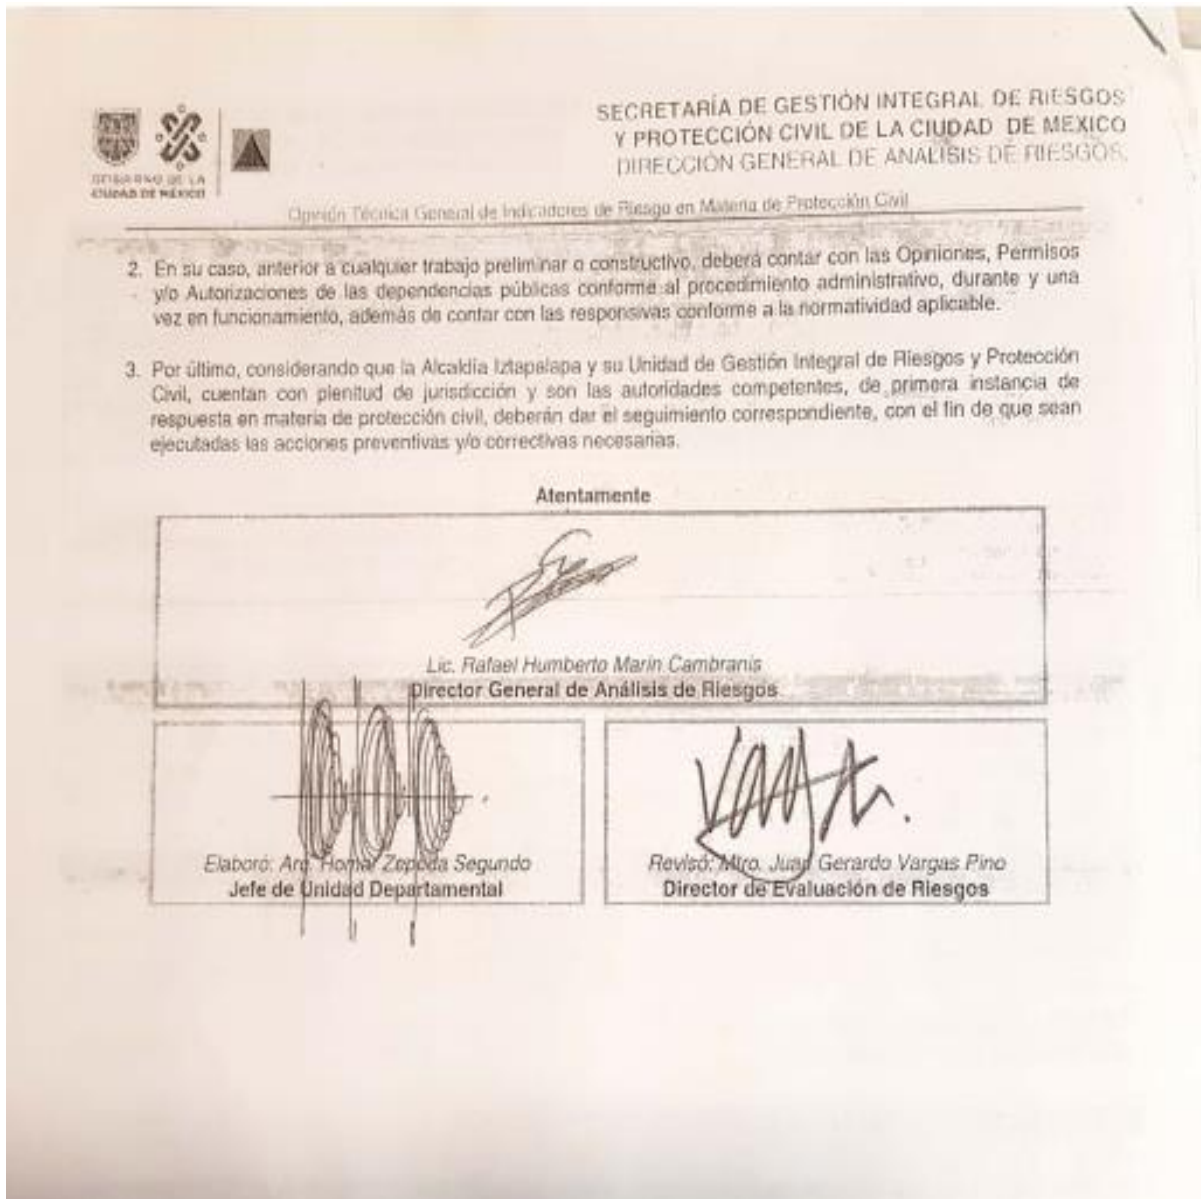 SECRETARÍA DE GESTIÓN INTEGRAL DE RIESGOS
Y PROTECCIÓN CIVIL DE LA CIUDAD DE MEXICO
DIRECCIÓN GENERAL DE ANALISIS DE RIESGOS.
GOBIERNO DE LA
CIUDAD DE MÉXICO
Opinión Técnica General de Indicadores de Riesgo en Materia de Protección Civil
2. En su caso, anterior a cualquier trabajo preliminar o constructivo, deberá contar con las Opiniones, Permisos
y/o Autorizaciones de las dependencias públicas conforme al procedimiento administrativo, durante y una
vez en funcionamiento, además de contar con las responsivas conforme a la normatividad aplicable.
3. Por último, considerando que la Alcaldía Iztapalapa y su Unidad de Gestión Integral de Riesgos y Protección
Civil, cuentan con plenitud de jurisdicción y son las autoridades competentes, de primera instancia de
respuesta en materia de protección civil, deberán dar el seguimiento correspondiente, con el fin de que sean
ejecutadas las acciones preventivas y/o correctivas necesarias.
Atentamente
Lic. Rafael Humberto Marín Cambranis
Director General de Análisis de Riesgos
Elaboró: Arq. Homar Zepeda Segundo
Jefe de Unidad Departamental
Revisó: Mtro. Juan Gerardo Vargas Pino
Director de Evaluación de Riesgos